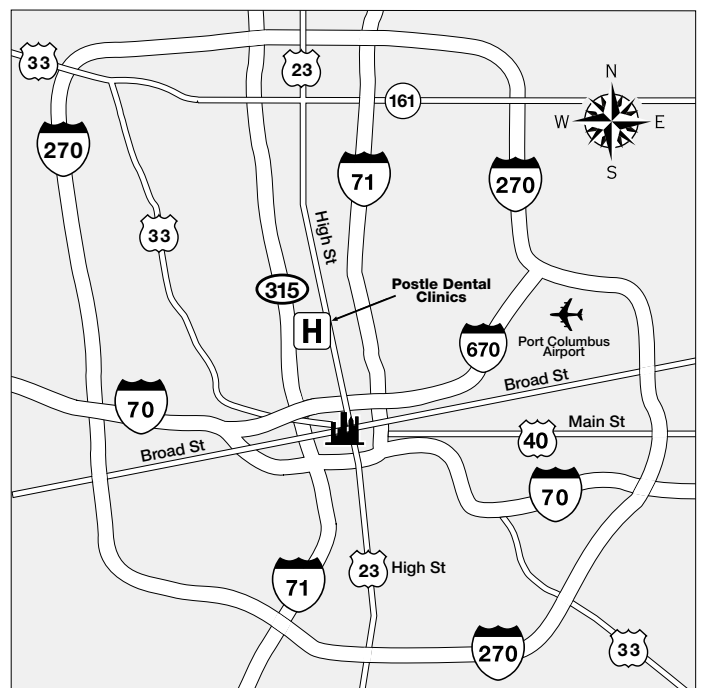 33
23
161
N
W
E
S
270
71
270
33
High St
315
Postle Dental
Clinics
H
670
Port Columbus
Airport
Broad St
70
Main St
40
Broad St
70
71
23
High St
270
33